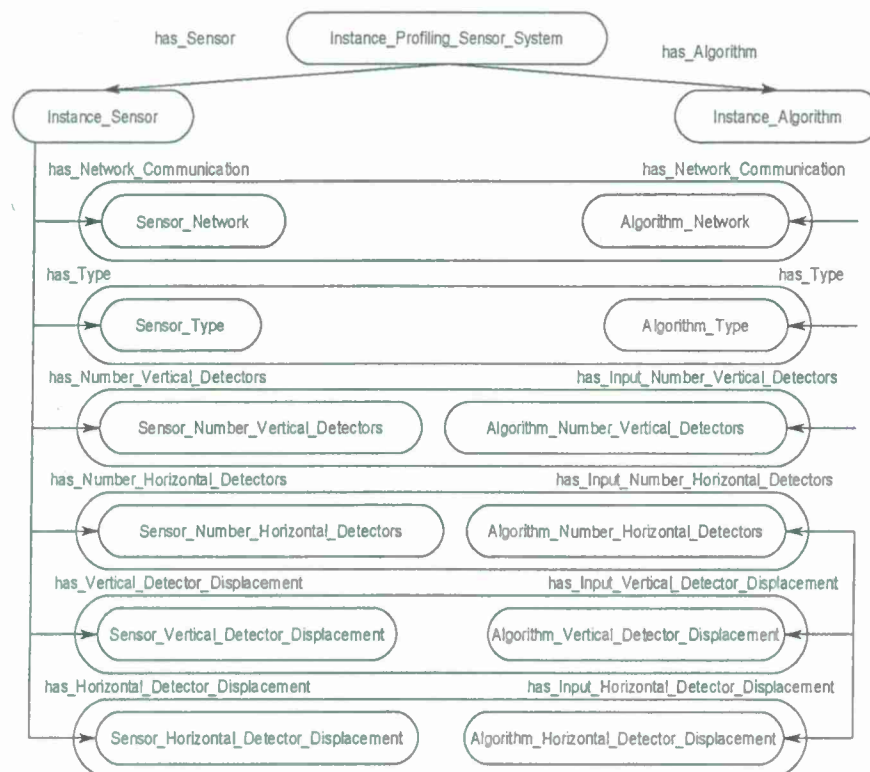 has_Sensor
Instance_Profiling_Sensor_System
has_Algorithm
Instance_Sensor
Instance_Algorithm
has_Network_Communication
has_Network_Communication
Sensor_Network
Algorithm_Network
has_Type
has_Type
Sensor_Type
Algorithm_Type
has_Number_Vertical_Detectors
has_Input_Number_Vertical_Detectors
Sensor_Number_Vertical_Detectors
Algorithm_Number_Vertical_Detectors
has_Number_Horizontal_Detectors
has_Input_Number_Horizontal_Detectors
Sensor_Number_Horizontal_Detectors
Algorithm_Number_Horizontal_Detectors
has_Vertical_Detector_Displacement
has_Input_Vertical_Detector_Displacement
Sensor_Vertical_Detector_Displacement
Algorithm_Vertical_Detector_Displacement
has_Horizontal_Detector_Displacement
has_Input_Horizontal_Detector_Displacement
Sensor_Horizontal_Detector_Displacement
Algorithm_Horizontal_Detector_Displacement